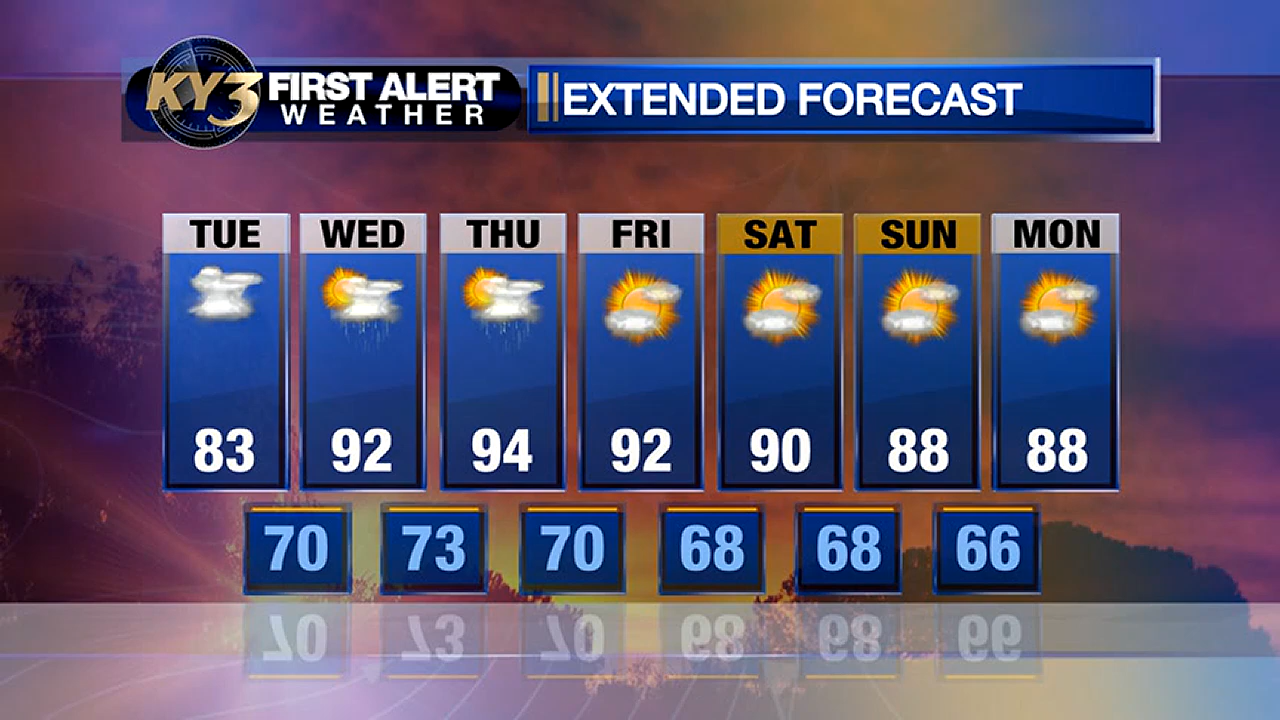 KY3 FIRST ALERT
WEATHER
EXTENDED FORECAST
TUE WED THU FRI SAT SUN MON
83 92 94 92 90 88 88
70 73 70 68 68 66